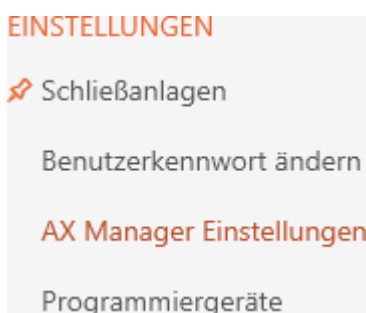 EINSTELLUNGEN
Schließanlagen
Benutzerkennwort ändern
AX Manager Einstellungen
Programmiergeräte